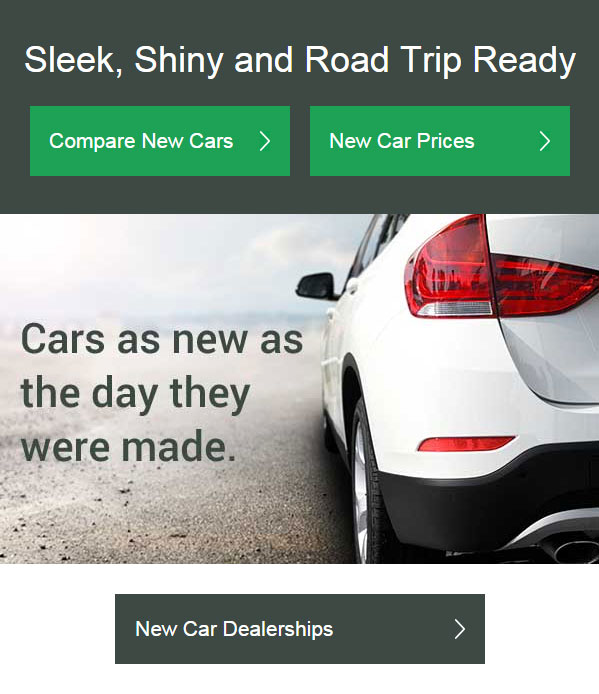 Sleek, Shiny and Road Trip Ready
Compare New Cars
New Car Prices
Cars as new as
the day they
were made.
New Car Dealerships